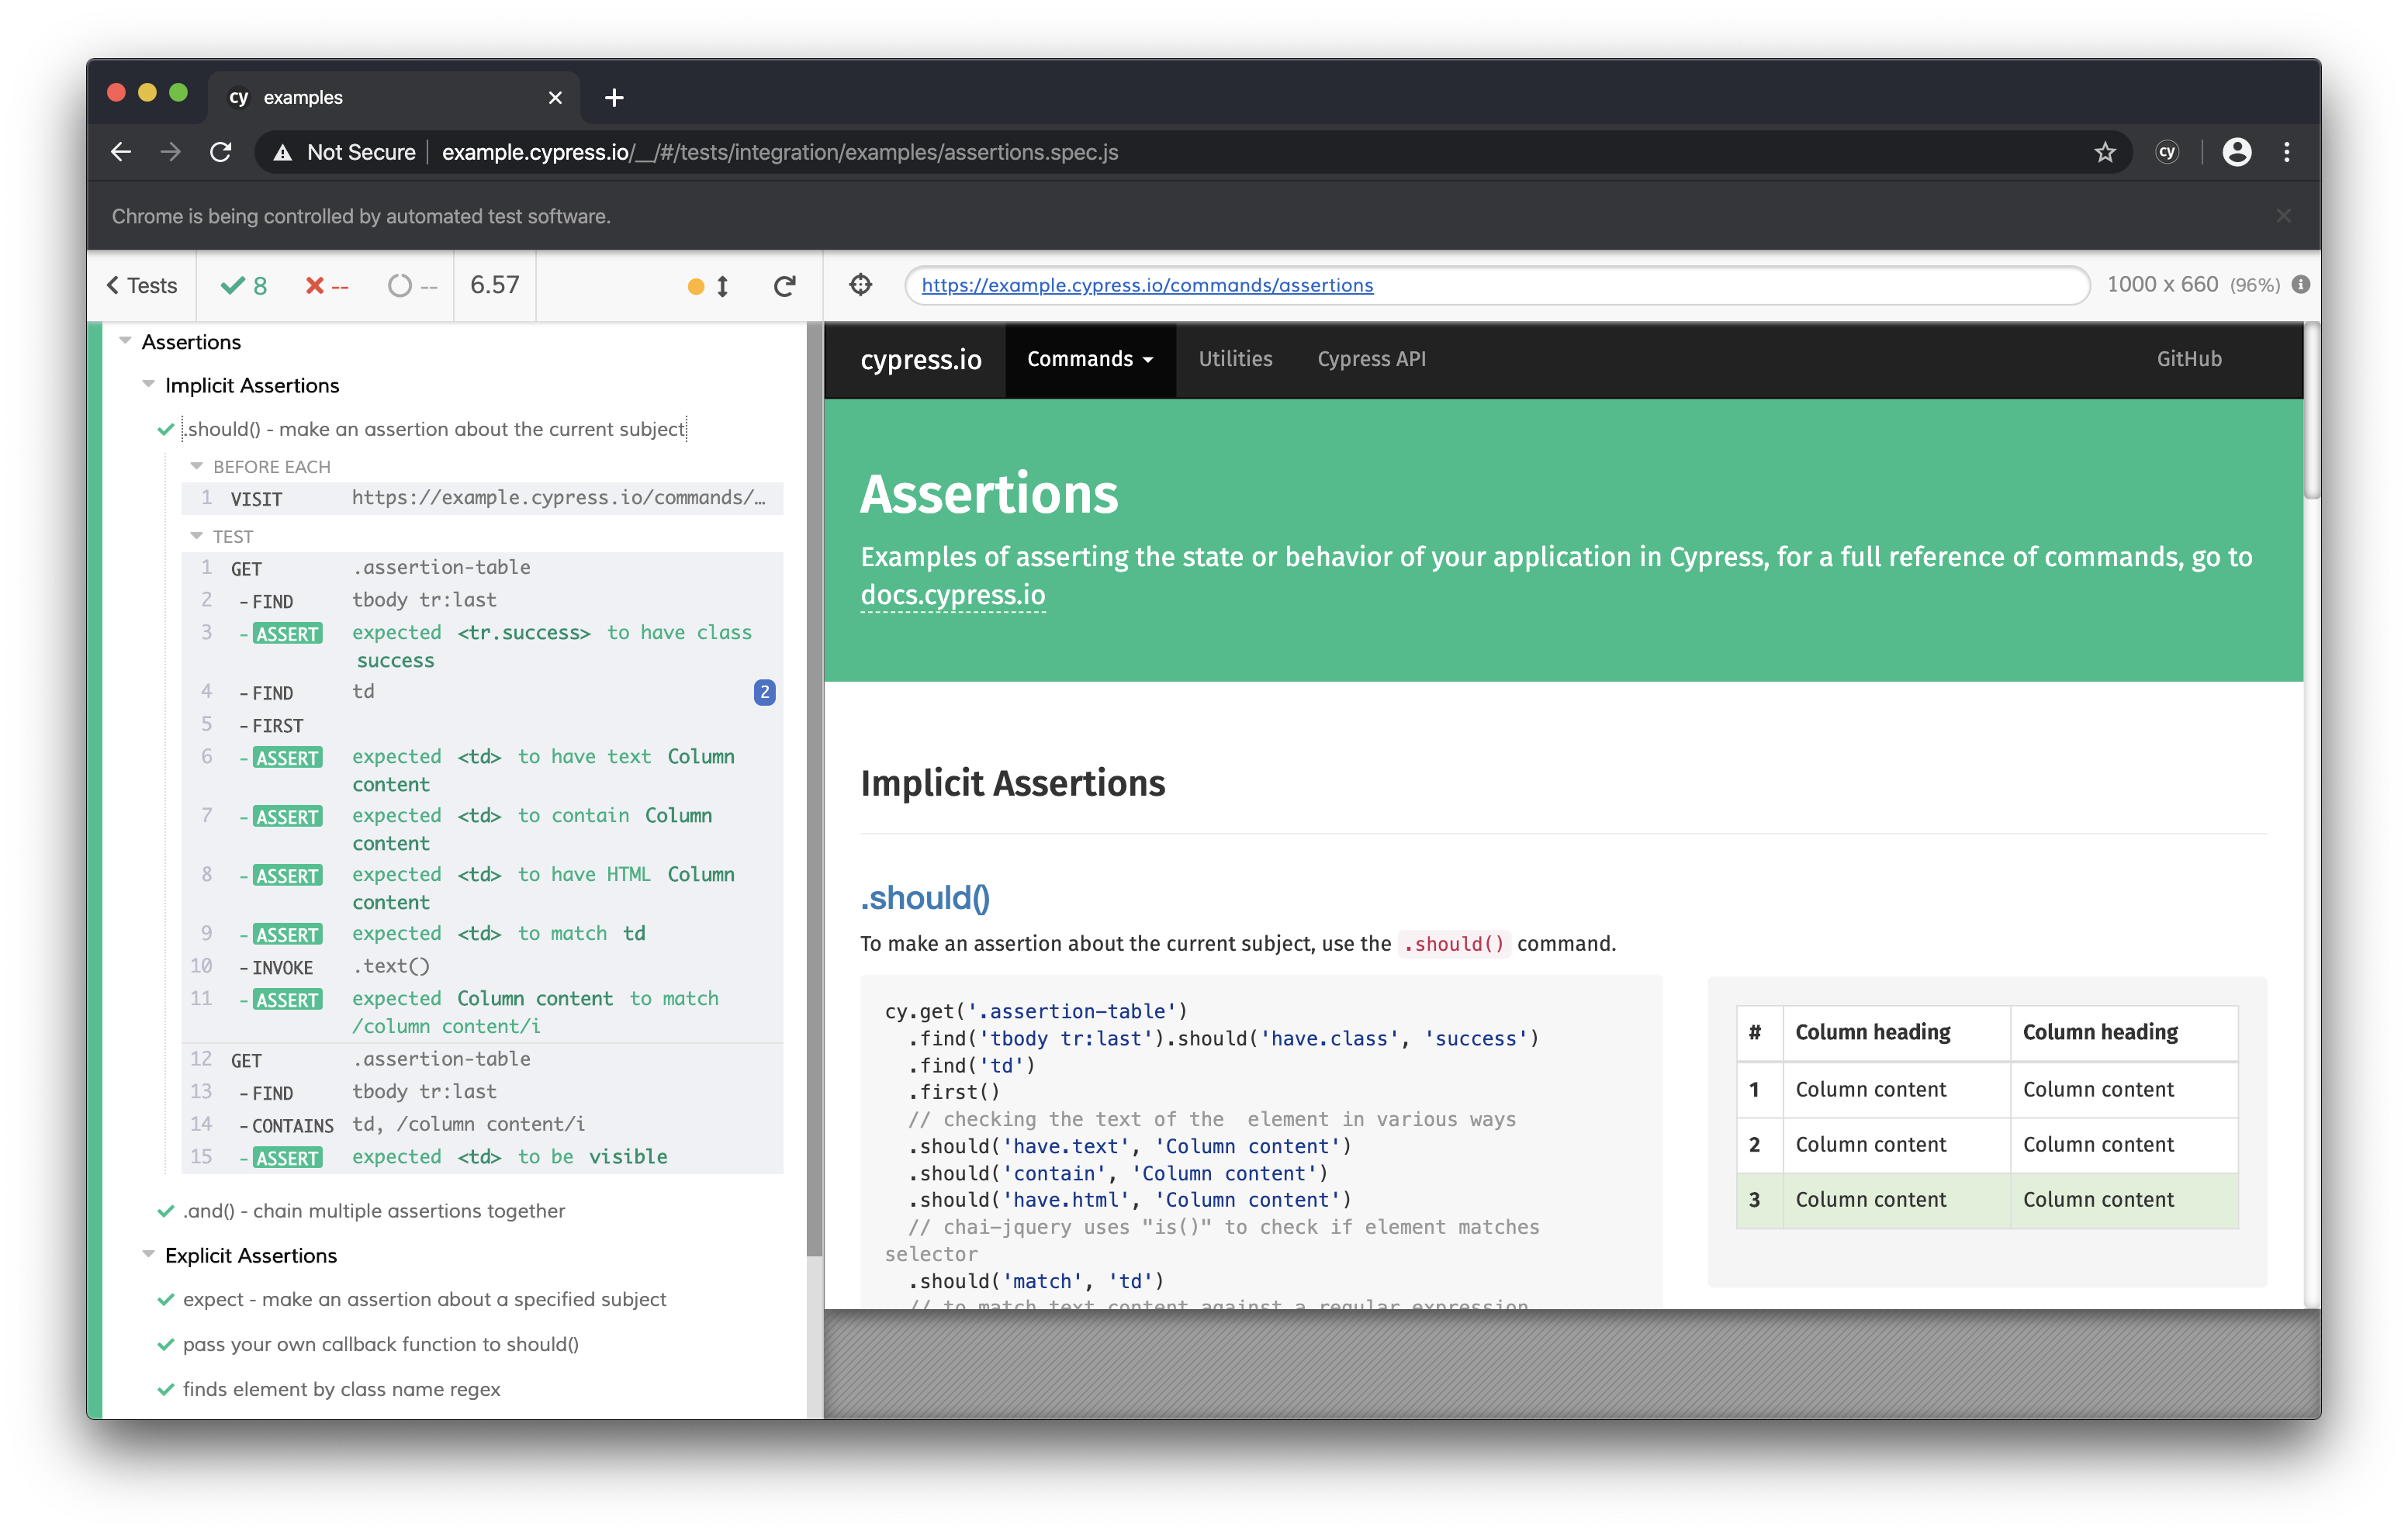 cy examples
Not Secure example.cypress.io/__/#/tests/integration/examples/assertions.spec.js cy
Chrome is being controlled by automated test software.
Tests 8 -- -- 6.57
https://example.cypress.io/commands/assertions 1000 x 660 (96%)
Assertions
Implicit Assertions
.should() - make an assertion about the current subject
BEFORE EACH
1 VISIT https://example.cypress.io/commands/…
TEST
1 GET .assertion-table
2 -FIND tbody tr:last
3 -ASSERT expected <tr.success> to have class
success
4 -FIND td 2
5 -FIRST
6 -ASSERT expected <td> to have text Column
content
7 -ASSERT expected <td> to contain Column
content
8 -ASSERT expected <td> to have HTML Column
content
9 -ASSERT expected <td> to match td
10 -INVOKE .text()
11 -ASSERT expected Column content to match
/column content/i
12 GET .assertion-table
13 -FIND tbody tr:last
14 -CONTAINS td, /column content/i
15 -ASSERT expected <td> to be visible
.and() - chain multiple assertions together
Explicit Assertions
expect - make an assertion about a specified subject
pass your own callback function to should()
finds element by class name regex
cypress.io Commands Utilities Cypress API GitHub
Assertions
Examples of asserting the state or behavior of your application in Cypress, for a full reference of commands, go to
docs.cypress.io
Implicit Assertions
.should()
To make an assertion about the current subject, use the .should() command.
cy.get('.assertion-table')
.find('tbody tr:last').should('have.class', 'success')
.find('td')
.first()
// checking the text of the  element in various ways
.should('have.text', 'Column content')
.should('contain', 'Column content')
.should('have.html', 'Column content')
// chai-jquery uses "is()" to check if element matches
selector
.should('match', 'td')
// to match text content against a regular expression
# Column heading Column heading
1 Column content Column content
2 Column content Column content
3 Column content Column content